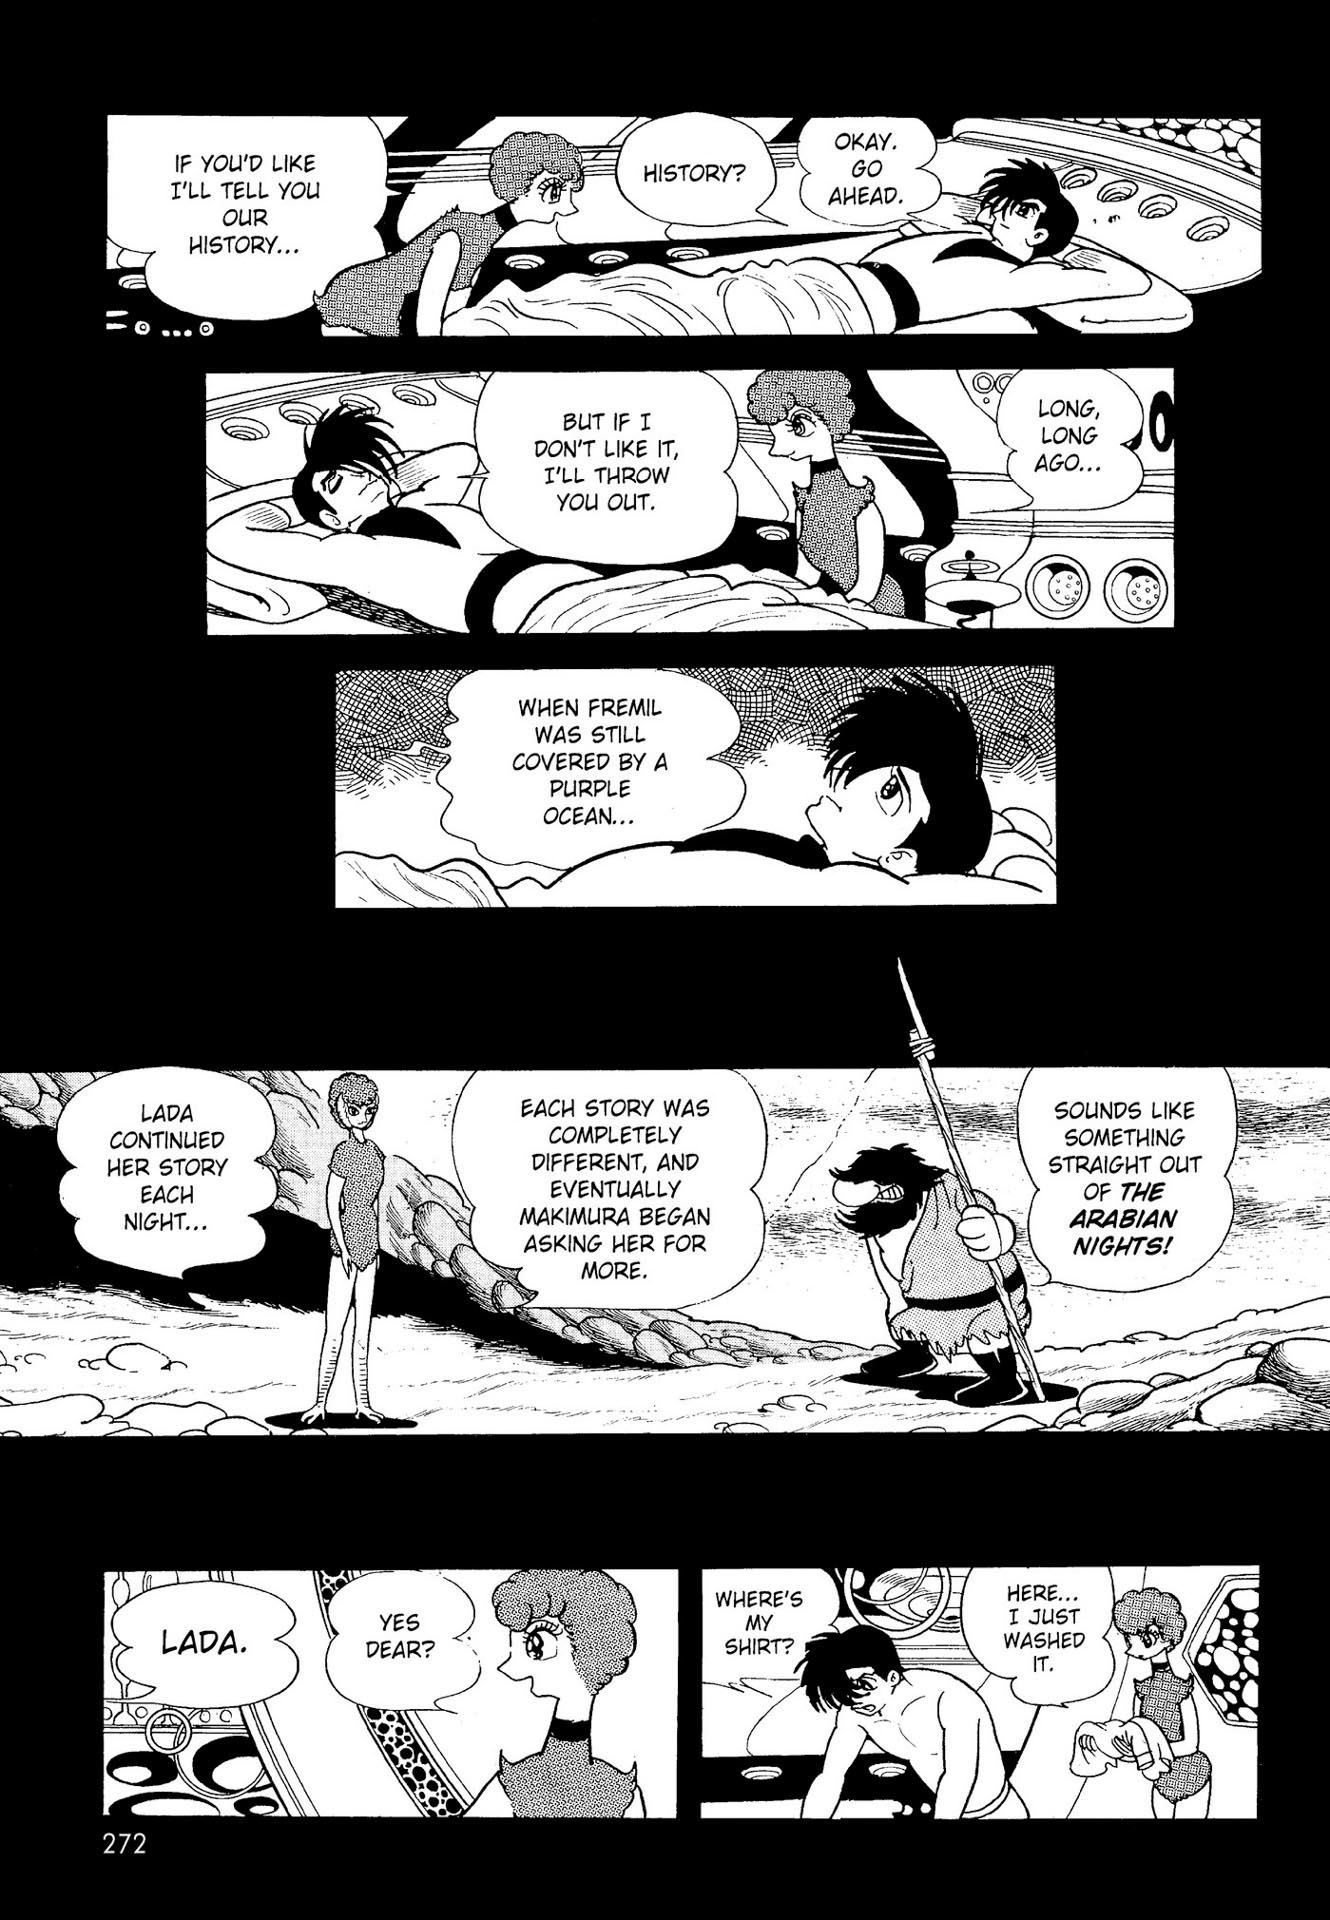 IF YOU'D LIKE
I'LL TELL YOU
OUR
HISTORY...
HISTORY?
OKAY.
GO
AHEAD.
BUT IF I
DON'T LIKE IT,
I'LL THROW
YOU OUT.
LONG,
LONG
AGO...
WHEN FREMIL
WAS STILL
COVERED BY A
PURPLE
OCEAN...
LADA
CONTINUED
HER STORY
EACH
NIGHT...
EACH STORY WAS
COMPLETELY
DIFFERENT, AND
EVENTUALLY
MAKIMURA BEGAN
ASKING HER FOR
MORE.
SOUNDS LIKE
SOMETHING
STRAIGHT OUT
OF THE
ARABIAN
NIGHTS!
LADA.
YES
DEAR?
WHERE'S
MY
SHIRT?
HERE...
I JUST
WASHED
IT.
272